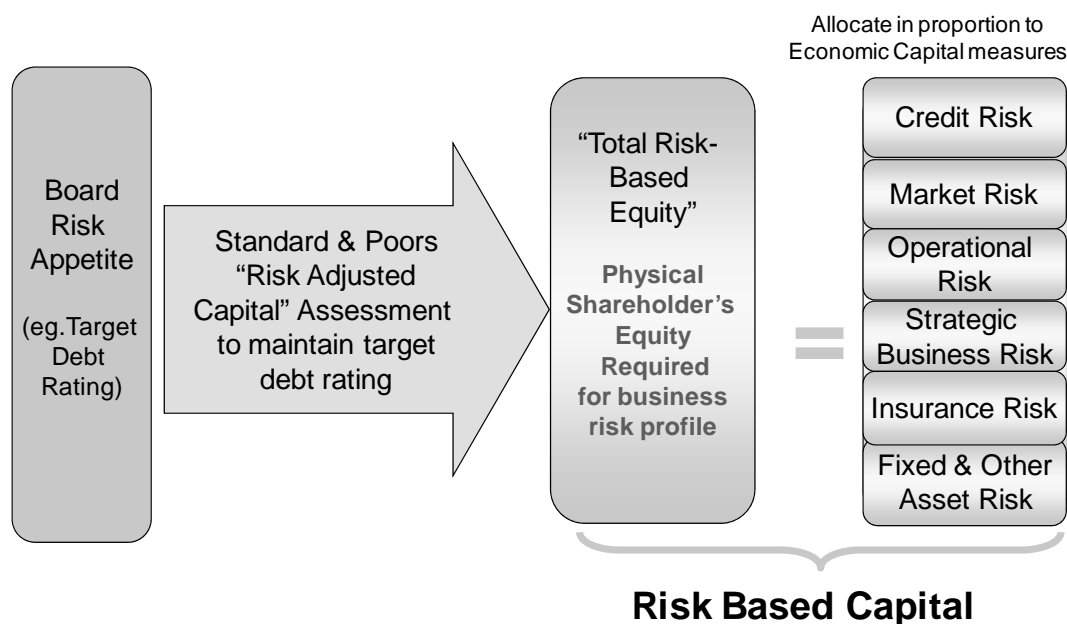 Allocate in proportion to
Economic Capital measures
Board
Risk
Appetite
(eg.Target
Debt
Rating)
Standard & Poors
“Risk Adjusted
Capital” Assessment
to maintain target
debt rating
“Total Risk-
Based
Equity”
Physical
Shareholder’s
Equity
Required
for business
risk profile
=
Credit Risk
Market Risk
Operational
Risk
Strategic
Business Risk
Insurance Risk
Fixed & Other
Asset Risk
Risk Based Capital